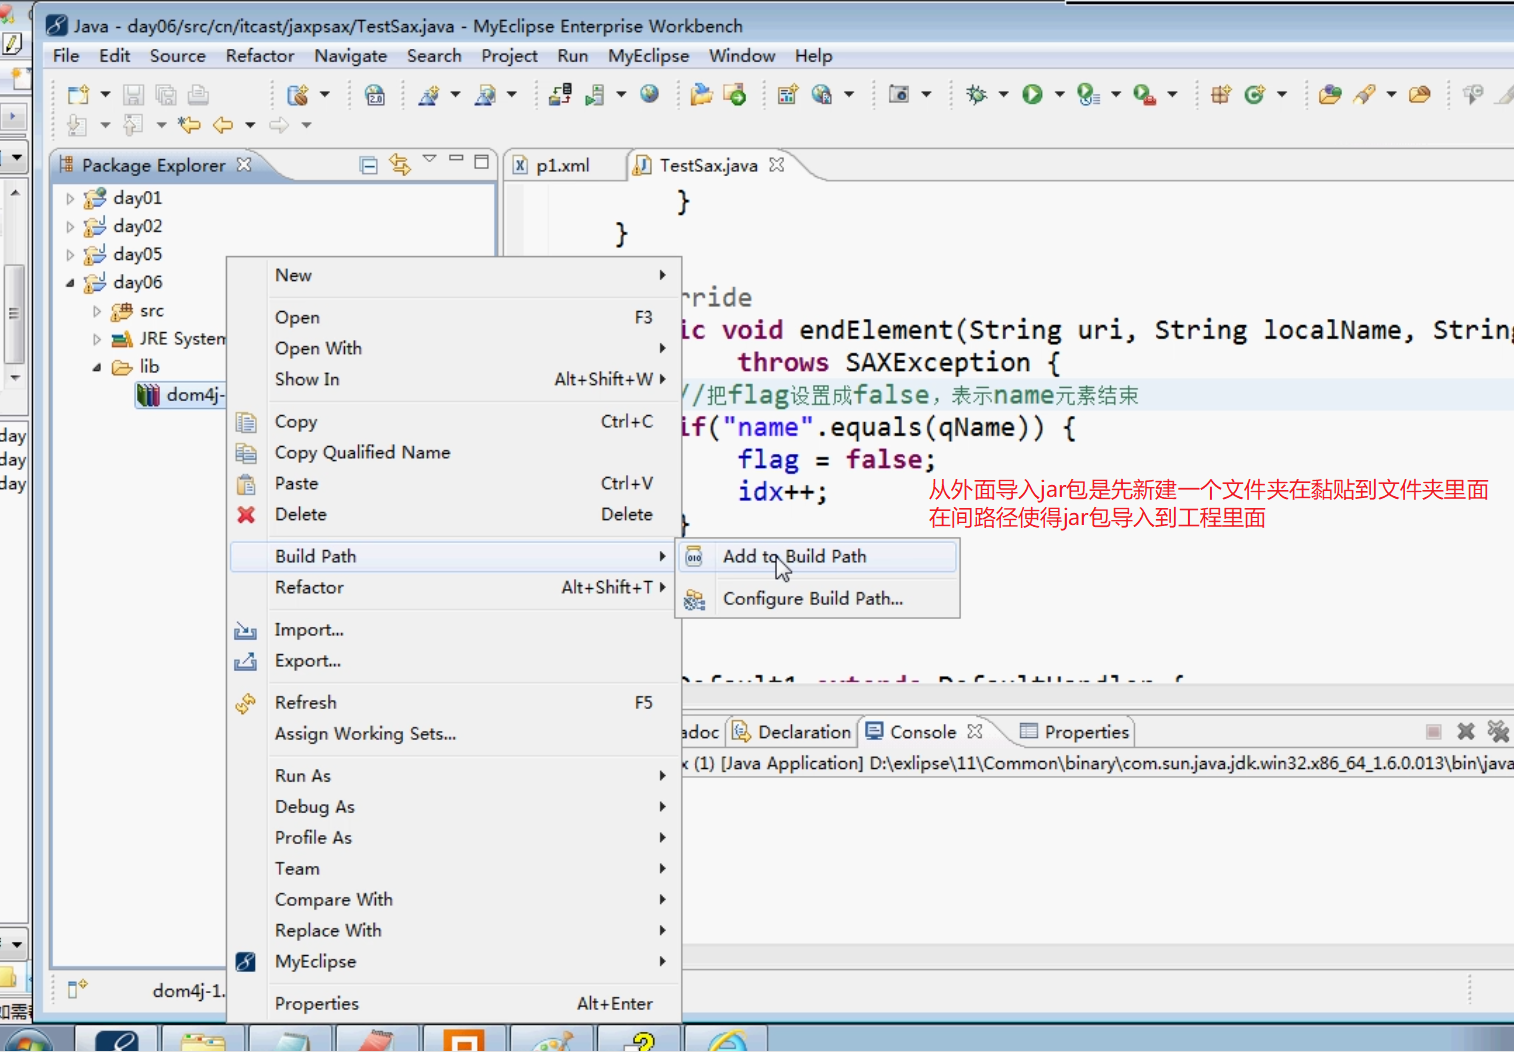 Java - day06/src/cn/itcast/jaxpsax/TestSax.java - MyEclipse Enterprise Workbench
File Edit Source Refactor Navigate Search Project Run MyEclipse Window Help
Package Explorer
p1.xml
TestSax.java
day01
day02
day05
day06
src
JRE System
lib
dom4j-
day
day
day
}
}
rride
ic void endElement(String uri, String localName, String
throws SAXException {
//把flag设置成false，表示name元素结束
if("name".equals(qName)) {
flag = false;
idx++;
}
从外面导入jar包是先新建一个文件夹在黏贴到文件夹里面
在间路径使得jar包导入到工程里面
New
Open F3
Open With
Show In Alt+Shift+W
Copy Ctrl+C
Copy Qualified Name
Paste Ctrl+V
Delete Delete
Build Path
Refactor Alt+Shift+T
Import...
Export...
Refresh F5
Assign Working Sets...
Run As
Debug As
Profile As
Team
Compare With
Replace With
MyEclipse
Properties Alt+Enter
Add to Build Path
Configure Build Path...
Default1 extends DefaultHandler {
adoc Declaration Console Properties
x (1) [Java Application] D:\exlipse\11\Common\binary\com.sun.java.jdk.win32.x86_64_1.6.0.013\bin\java
dom4j-1.